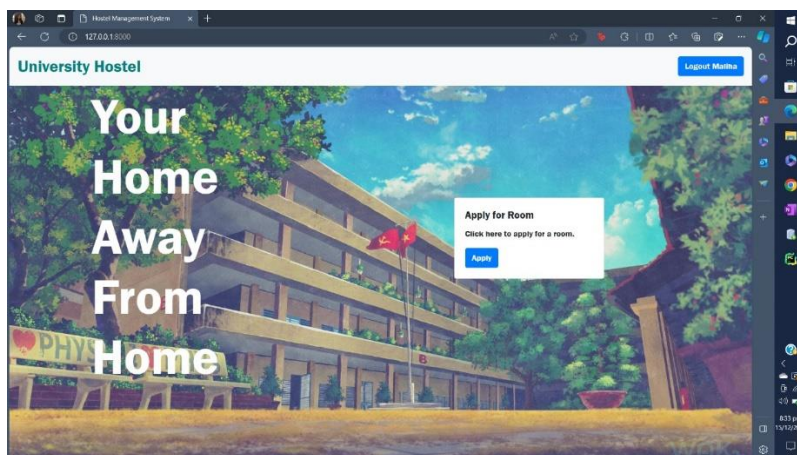 Hostel Management System
127.0.0.1:8000
University Hostel
Logout Maliha
Your
Home
Away
From
Home
Apply for Room
Click here to apply for a room.
Apply
PHYS
B